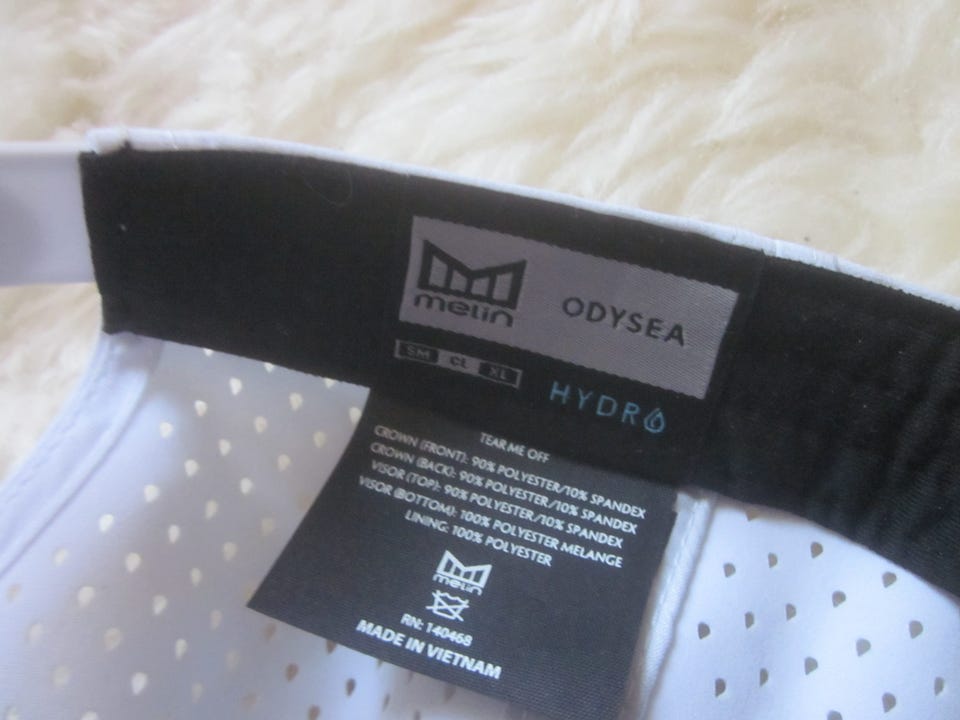 melin ODYSEA
SM CL XL
HYDRO
TEAR ME OFF
CROWN (FRONT): 90% POLYESTER/10% SPANDEX
CROWN (BACK): 90% POLYESTER/10% SPANDEX
VISOR (TOP): 90% POLYESTER/10% SPANDEX
VISOR (BOTTOM): 100% POLYESTER MELANGE
LINING: 100% POLYESTER
melin
RN: 140468
MADE IN VIETNAM